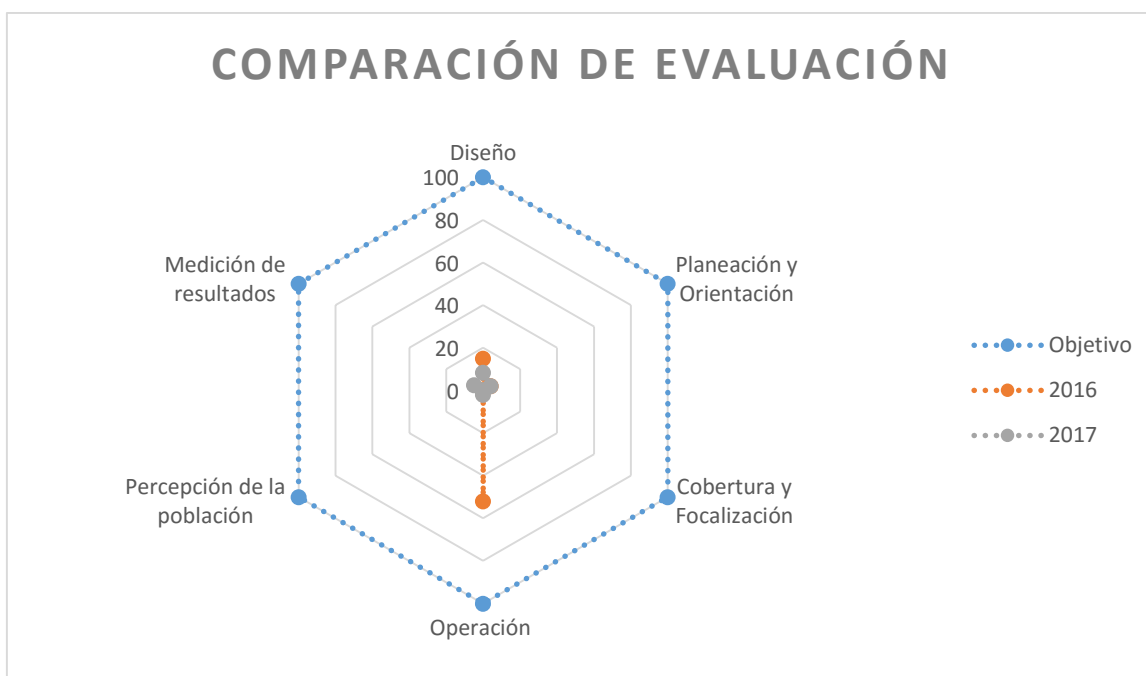 COMPARACIÓN DE EVALUACIÓN
Diseño
100
80
60
40
20
0
Planeación y
Orientación
Cobertura y
Focalización
Operación
Percepción de la
población
Medición de
resultados
Objetivo
2016
2017